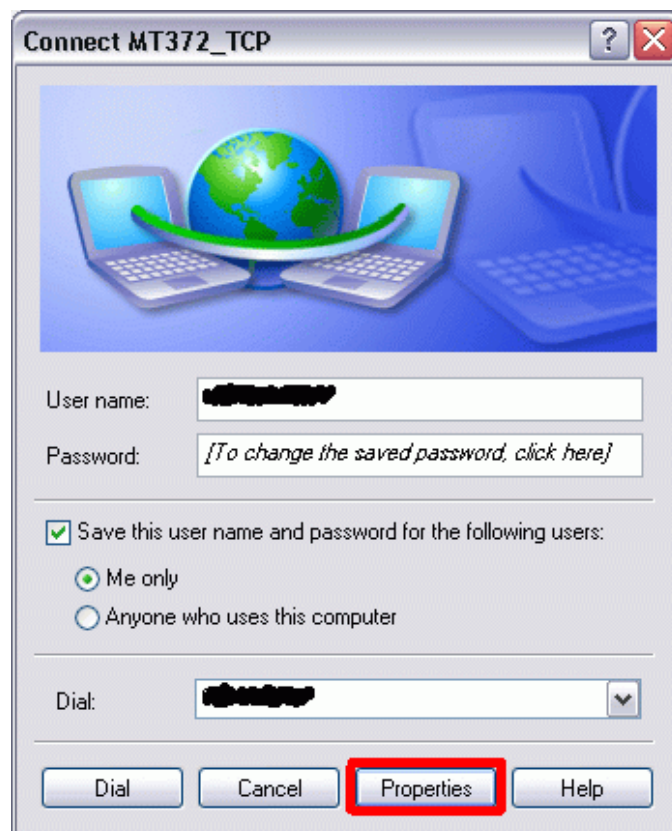 Connect MT372_TCP
?
User name:
Password: [To change the saved password, click here]
Save this user name and password for the following users:
Me only
Anyone who uses this computer
Dial:
Dial Cancel Properties Help